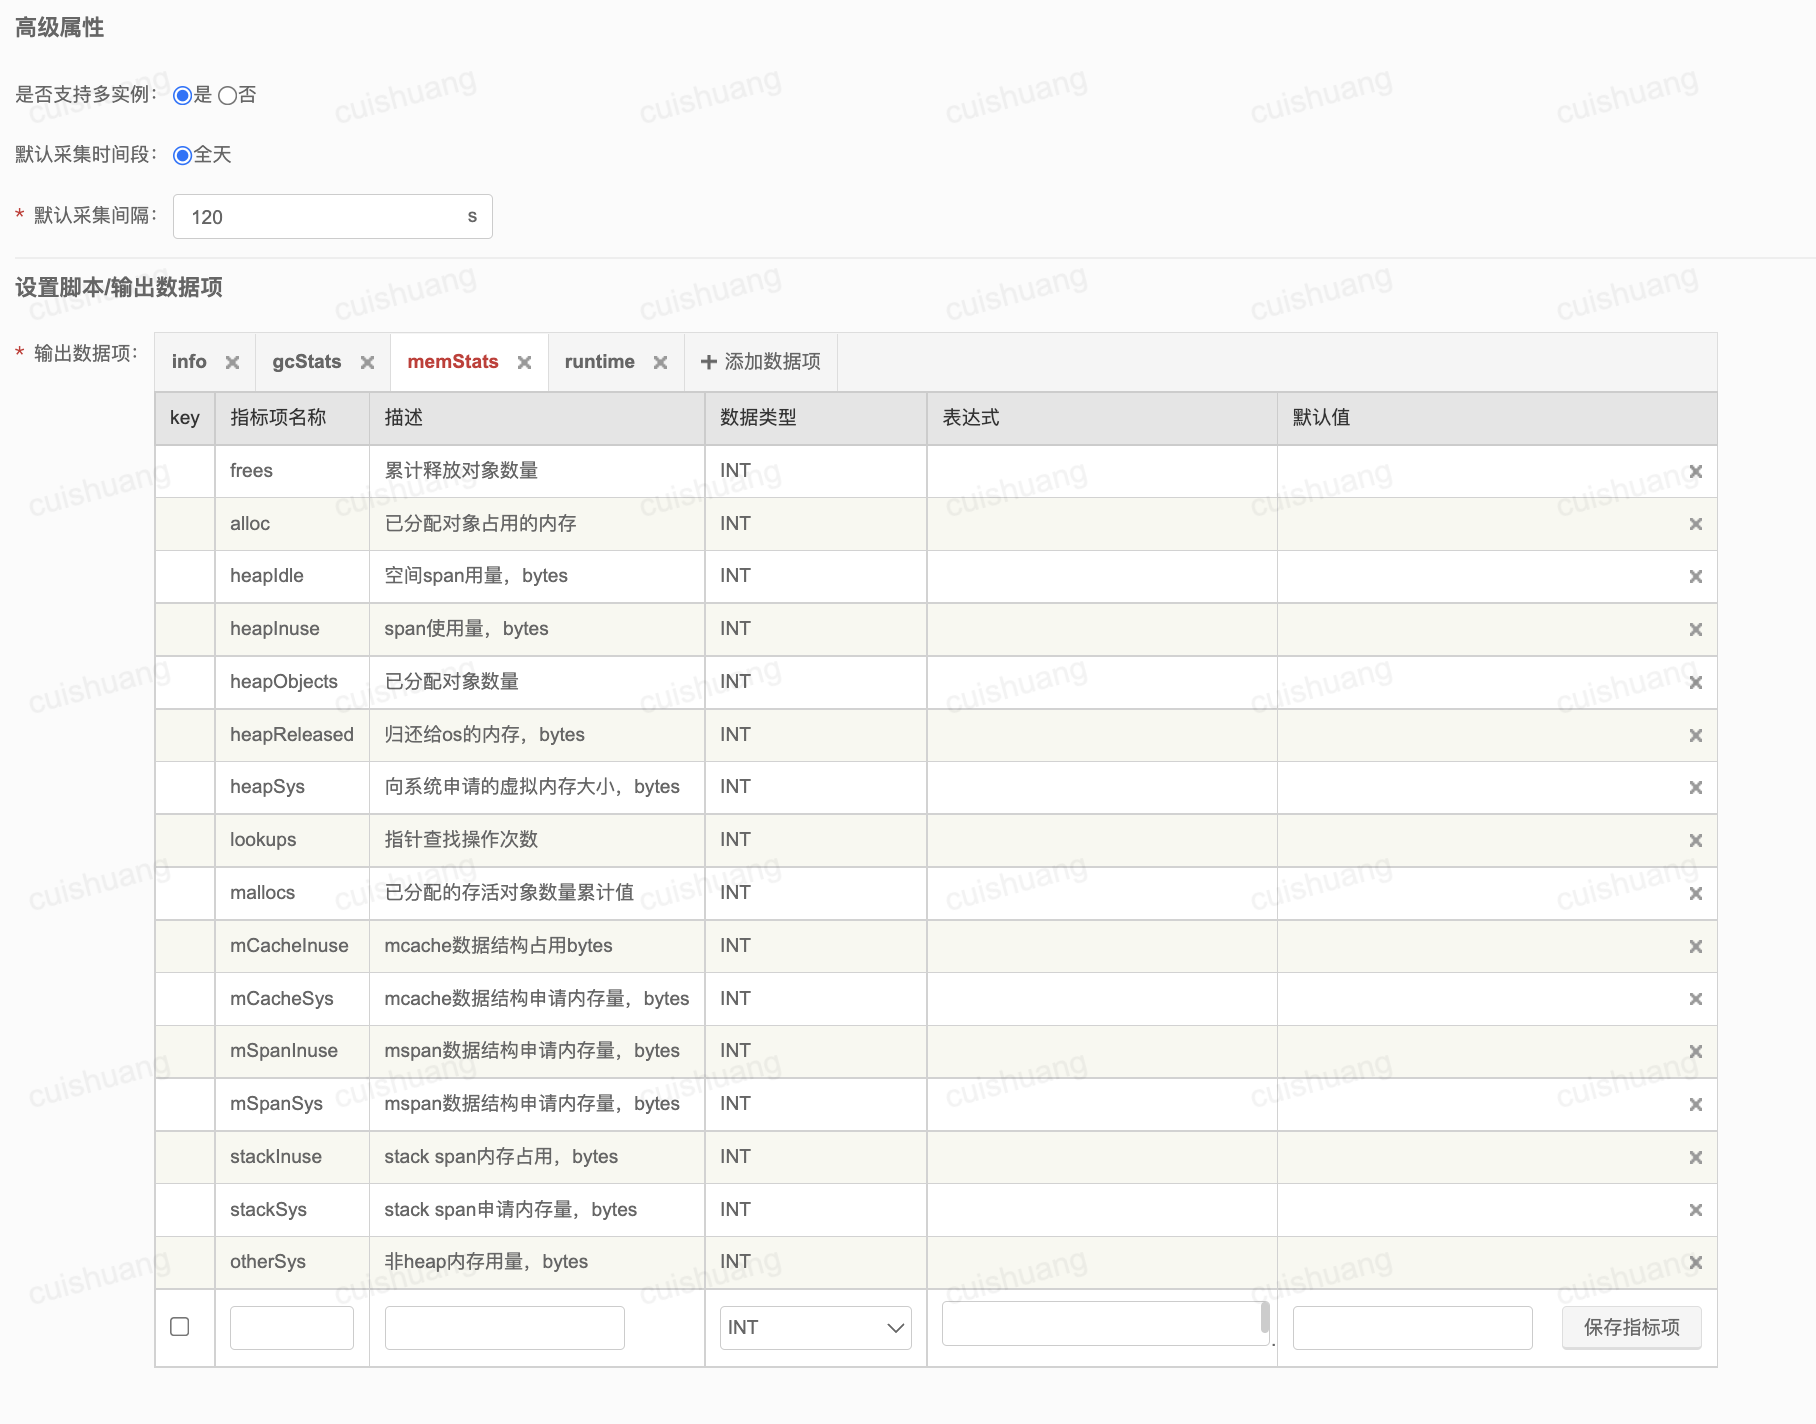 高级属性
是否支持多实例： 是 否
默认采集时间段： 全天
* 默认采集间隔： 120 s
设置脚本/输出数据项
* 输出数据项： info gcStats memStats runtime 添加数据项
key 指标项名称 描述 数据类型 表达式 默认值
frees 累计释放对象数量 INT
alloc 已分配对象占用的内存 INT
heapIdle 空间span用量，bytes INT
heapInuse span使用量，bytes INT
heapObjects 已分配对象数量 INT
heapReleased 归还给os的内存，bytes INT
heapSys 向系统申请的虚拟内存大小，bytes INT
lookups 指针查找操作次数 INT
mallocs 已分配的存活对象数量累计值 INT
mCacheInuse mcache数据结构占用bytes INT
mCacheSys mcache数据结构申请内存量，bytes INT
mSpanInuse mspan数据结构申请内存量，bytes INT
mSpanSys mspan数据结构申请内存量，bytes INT
stackInuse stack span内存占用，bytes INT
stackSys stack span申请内存量，bytes INT
otherSys 非heap内存用量，bytes INT
INT . 保存指标项
cuishuang